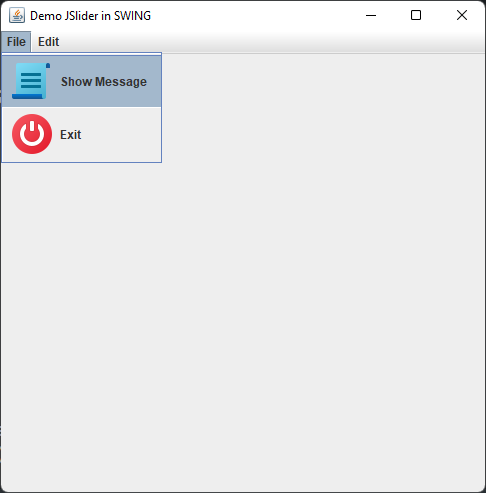 Demo JSlider in SWING
File Edit
Show Message
Exit